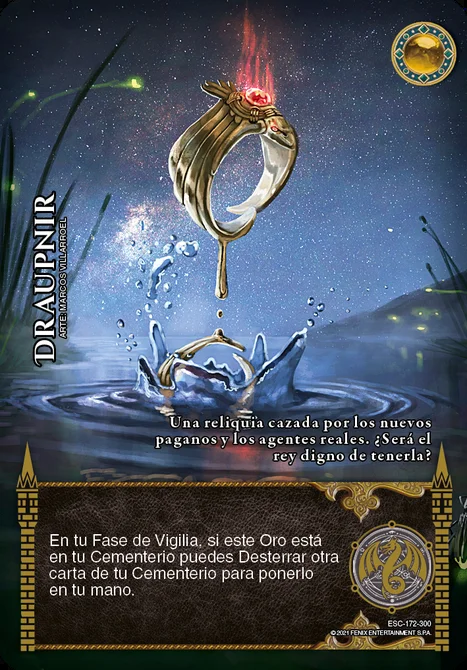 DRAUPNIR
ARTE: MARCOS VILLARROEL
Una reliquia cazada por los nuevos
paganos y los agentes reales. ¿Será el
rey digno de tenerla?
En tu Fase de Vigilia, si este Oro está
en tu Cementerio puedes Desterrar otra
carta de tu Cementerio para ponerlo
en tu mano.
ESC-172-300
©2021 FENIX ENTERTAINMENT S.P.A.